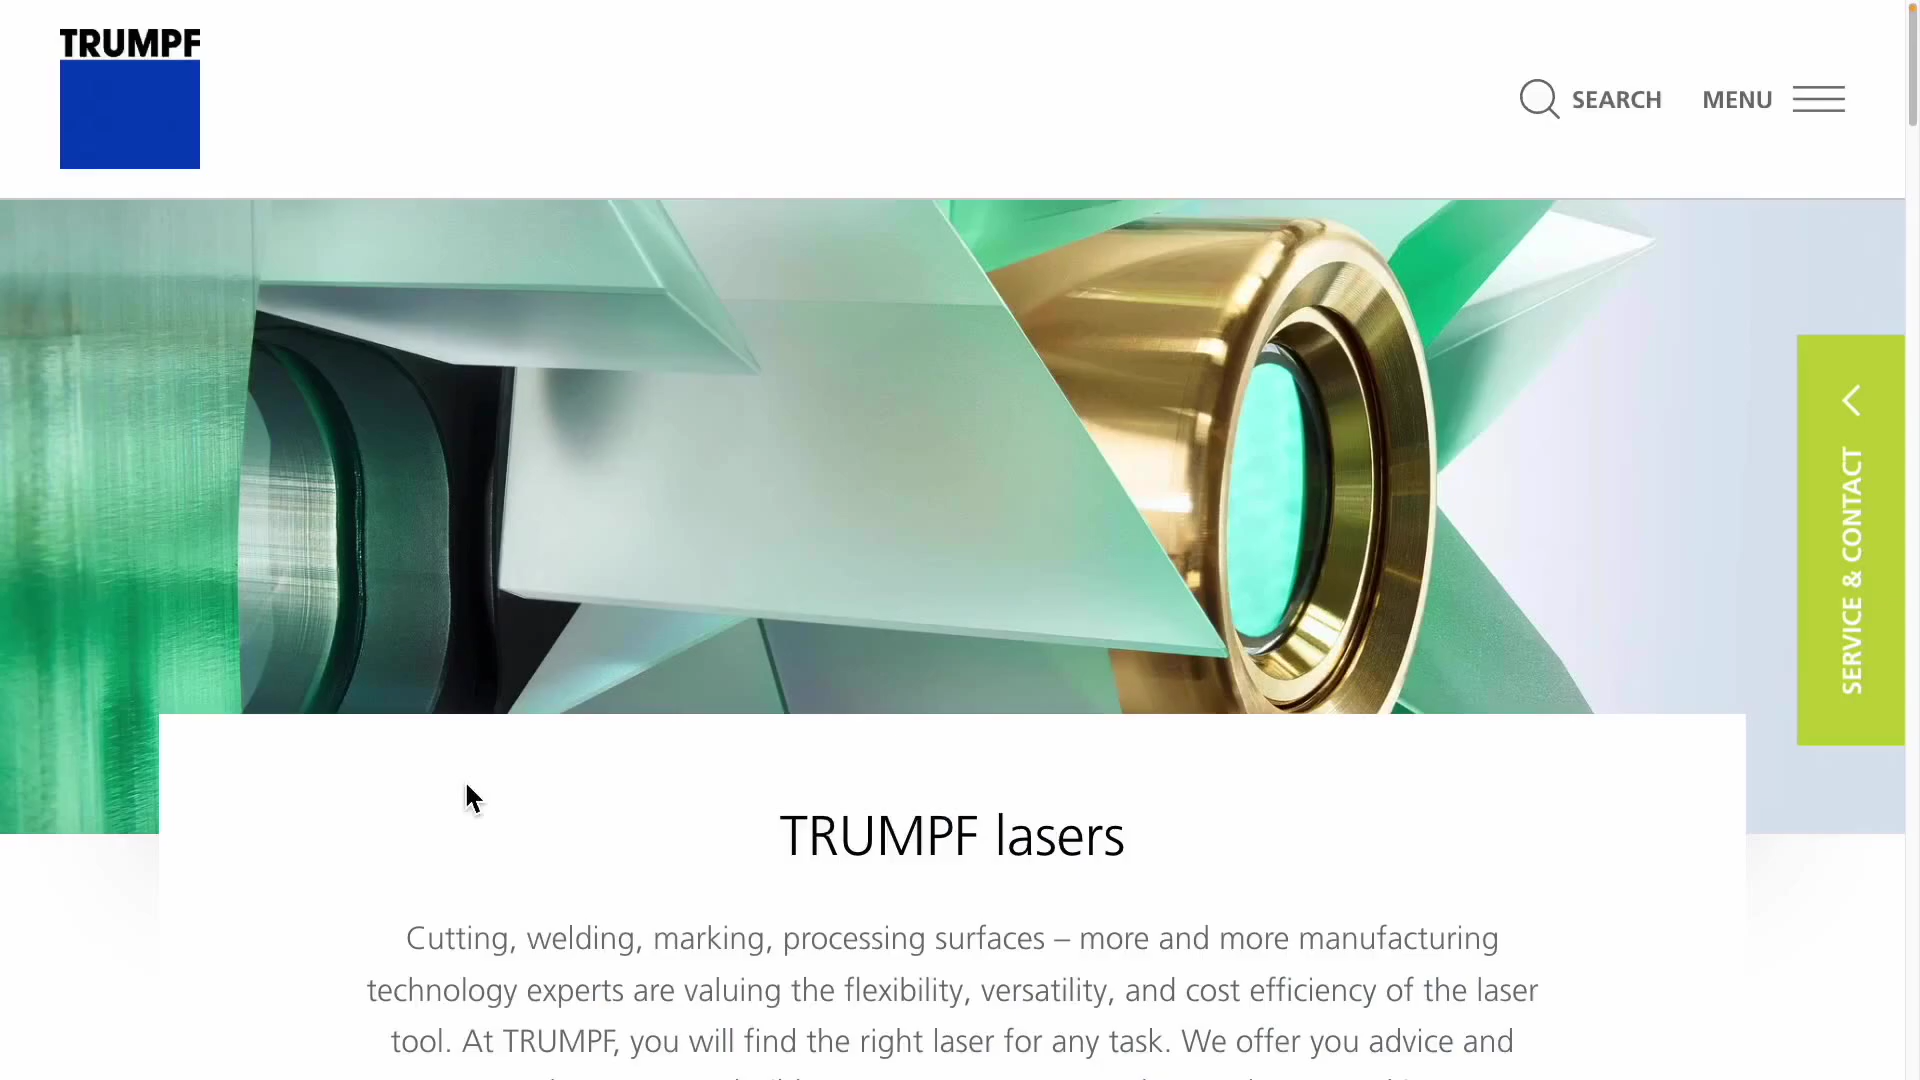 TRUMPF
SEARCH
MENU
SERVICE & CONTACT
TRUMPF lasers
Cutting, welding, marking, processing surfaces – more and more manufacturing
technology experts are valuing the flexibility, versatility, and cost efficiency of the laser
tool. At TRUMPF, you will find the right laser for any task. We offer you advice and